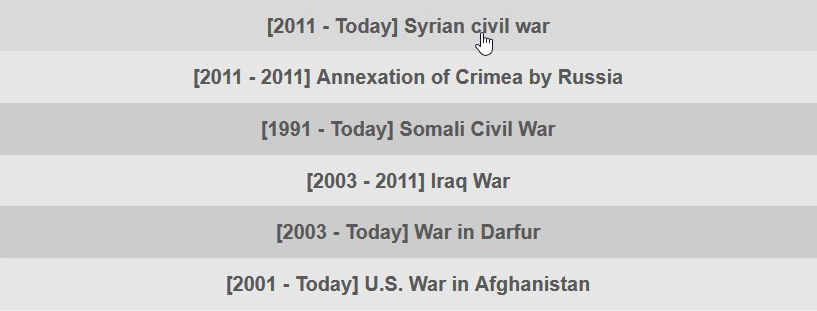 [2011 - Today] Syrian civil war
[2011 - 2011] Annexation of Crimea by Russia
[1991 - Today] Somali Civil War
[2003 - 2011] Iraq War
[2003 - Today] War in Darfur
[2001 - Today] U.S. War in Afghanistan